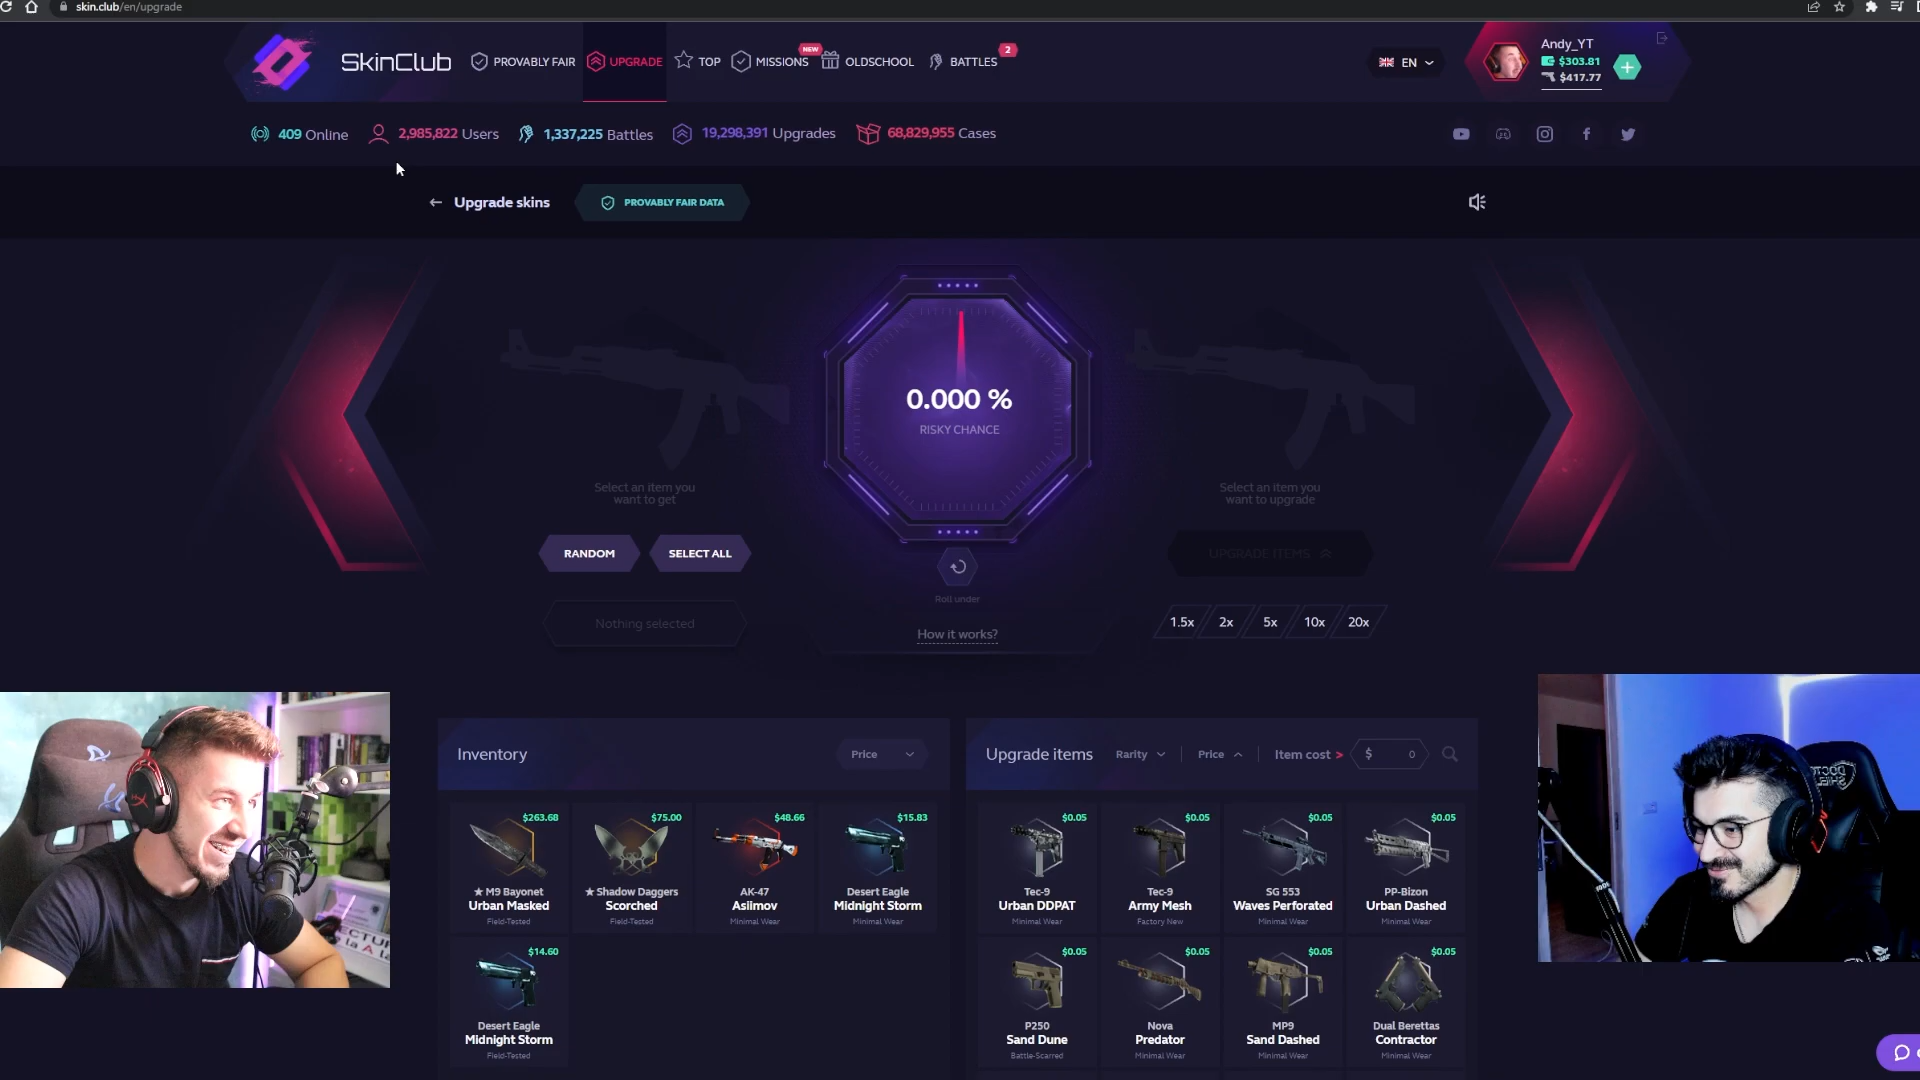 skin.club/en/upgrade
SkinClub
PROVABLY FAIR
UPGRADE
TOP
MISSIONS
NEW
OLDSCHOOL
BATTLES
2
EN
Andy_YT
$303.81
$417.77
409 Online
2,985,822 Users
1,337,225 Battles
19,298,391 Upgrades
68,829,955 Cases
Upgrade skins
PROVABLY FAIR DATA
0.000 %
RISKY CHANCE
Select an item you
want to get
Select an item you
want to upgrade
RANDOM
SELECT ALL
UPGRADE ITEMS
Nothing selected
Roll under
How it works?
1.5x
2x
5x
10x
20x
Inventory
Price
Upgrade items
Rarity
Price
Item cost >
$ 0
$263.68
★ M9 Bayonet
Urban Masked
Field-Tested
$75.00
★ Shadow Daggers
Scorched
Field-Tested
$48.66
AK-47
Asiimov
Minimal Wear
$15.83
Desert Eagle
Midnight Storm
Minimal Wear
$14.60
Desert Eagle
Midnight Storm
Field-Tested
$0.05
Tec-9
Urban DDPAT
Minimal Wear
$0.05
Tec-9
Army Mesh
Factory New
$0.05
SG 553
Waves Perforated
Minimal Wear
$0.05
PP-Bizon
Urban Dashed
Minimal Wear
$0.05
P250
Sand Dune
Battle-Scarred
$0.05
Nova
Predator
Minimal Wear
$0.05
MP9
Sand Dashed
Minimal Wear
$0.05
Dual Berettas
Contractor
Minimal Wear